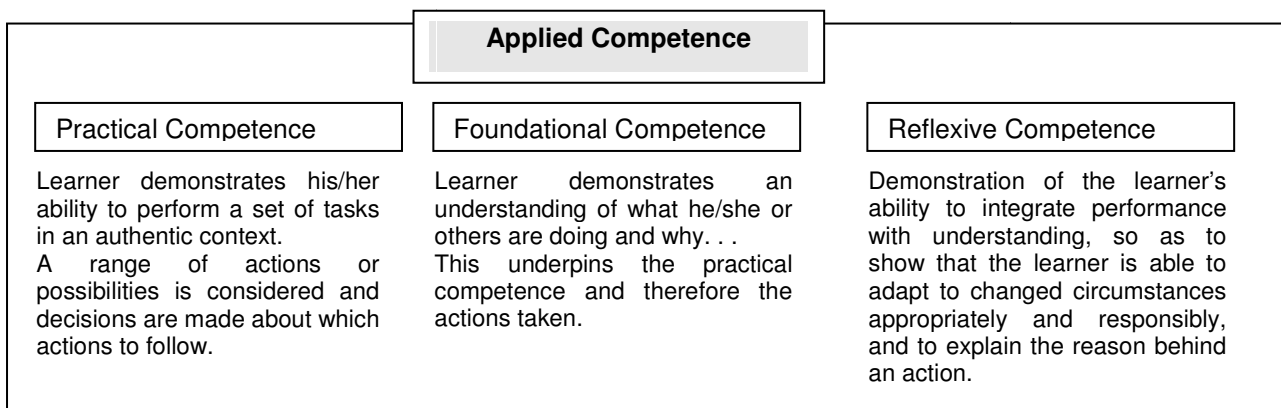 Applied Competence
Practical Competence
Learner demonstrates his/her
ability to perform a set of tasks
in an authentic context.
A range of actions or
possibilities is considered and
decisions are made about which
actions to follow.
Foundational Competence
Learner demonstrates an
understanding of what he/she or
others are doing and why. . .
This underpins the practical
competence and therefore the
actions taken.
Reflexive Competence
Demonstration of the learner's
ability to integrate performance
with understanding, so as to
show that the learner is able to
adapt to changed circumstances
appropriately and responsibly,
and to explain the reason behind
an action.